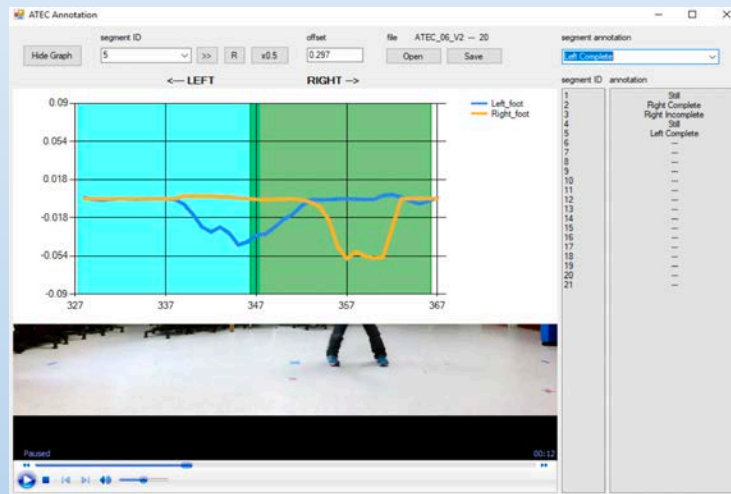 ATEC Annotation
segment ID offset file ATEC_06_V2 -- 20 segment annotation
Hide Graph 5 >> R x0.5 0.297 Open Save Left Complete
<--- LEFT RIGHT -->
segment ID annotation
0.09
0.054
0.018
-0.018
-0.054
-0.09
327 337 347 357 367
Left_foot
Right_foot
1 Still
2 Right Complete
3 Right Incomplete
4 Still
5 Left Complete
6 ---
7 ---
8 ---
9 ---
10 ---
11 ---
12 ---
13 ---
14 ---
15 ---
16 ---
17 ---
18 ---
19 ---
20 ---
21 ---
Paused 00:12